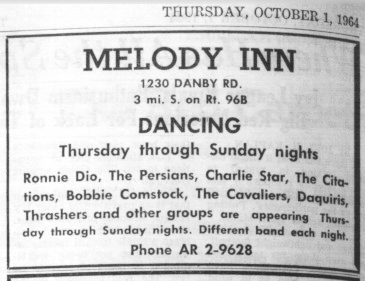 THURSDAY, OCTOBER 1, 1964
MELODY INN
1230 DANBY RD.
3 mi. S. on Rt. 96B
DANCING
Thursday through Sunday nights
Ronnie Dio, The Persians, Charlie Star, The Cita-
tions, Bobbie Comstock, The Cavaliers, Daquiris,
Thrashers and other groups are appearing Thurs-
day through Sunday nights. Different band each night.
Phone AR 2-9628